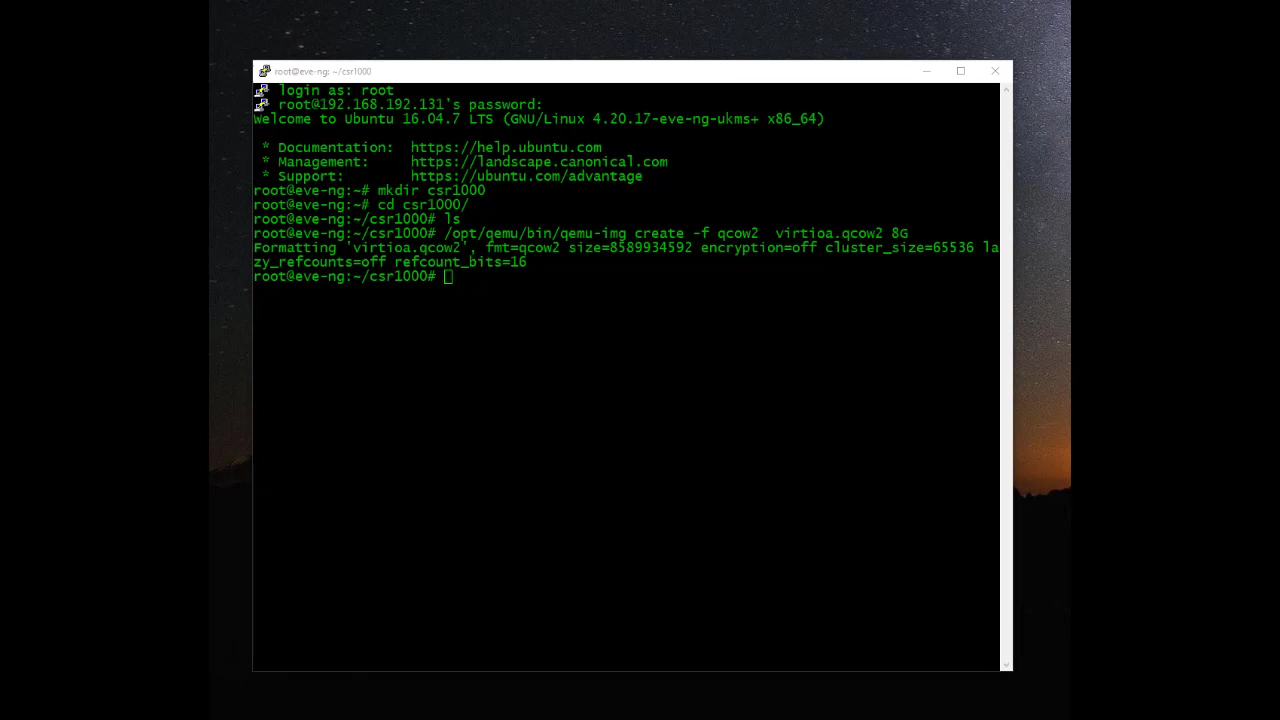 root@eve-ng: ~/csr1000
login as: root
root@192.168.192.131's password:
Welcome to Ubuntu 16.04.7 LTS (GNU/Linux 4.20.17-eve-ng-ukms+ x86_64)
* Documentation:  https://help.ubuntu.com
* Management:     https://landscape.canonical.com
* Support:        https://ubuntu.com/advantage
root@eve-ng:~# mkdir csr1000
root@eve-ng:~# cd csr1000/
root@eve-ng:~/csr1000# ls
root@eve-ng:~/csr1000# /opt/qemu/bin/qemu-img create -f qcow2  virtioa.qcow2 8G
Formatting 'virtioa.qcow2', fmt=qcow2 size=8589934592 encryption=off cluster_size=65536 la
zy_refcounts=off refcount_bits=16
root@eve-ng:~/csr1000#